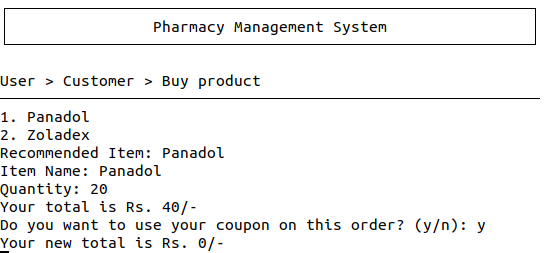 Pharmacy Management System
User > Customer > Buy product
1. Panadol
2. Zoladex
Recommended Item: Panadol
Item Name: Panadol
Quantity: 20
Your total is Rs. 40/-
Do you want to use your coupon on this order? (y/n): y
Your new total is Rs. 0/-